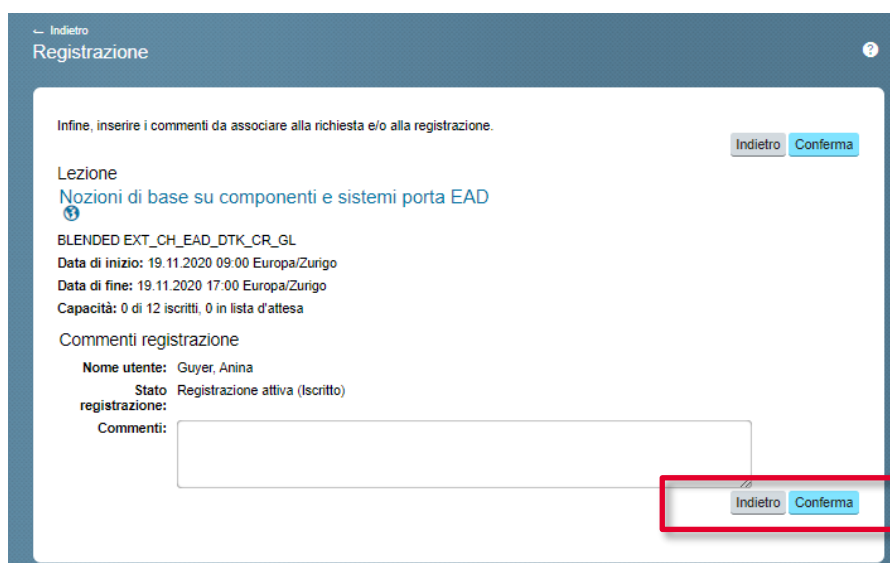 Indietro
Registrazione
?
Infine, inserire i commenti da associare alla richiesta e/o alla registrazione.
Indietro Conferma
Lezione
Nozioni di base su componenti e sistemi porta EAD
BLENDED EXT_CH_EAD_DTK_CR_GL
Data di inizio: 19.11.2020 09:00 Europa/Zurigo
Data di fine: 19.11.2020 17:00 Europa/Zurigo
Capacità: 0 di 12 iscritti, 0 in lista d'attesa
Commenti registrazione
Nome utente: Guyer, Anina
Stato Registrazione attiva (Iscritto)
registrazione:
Commenti:
Indietro Conferma